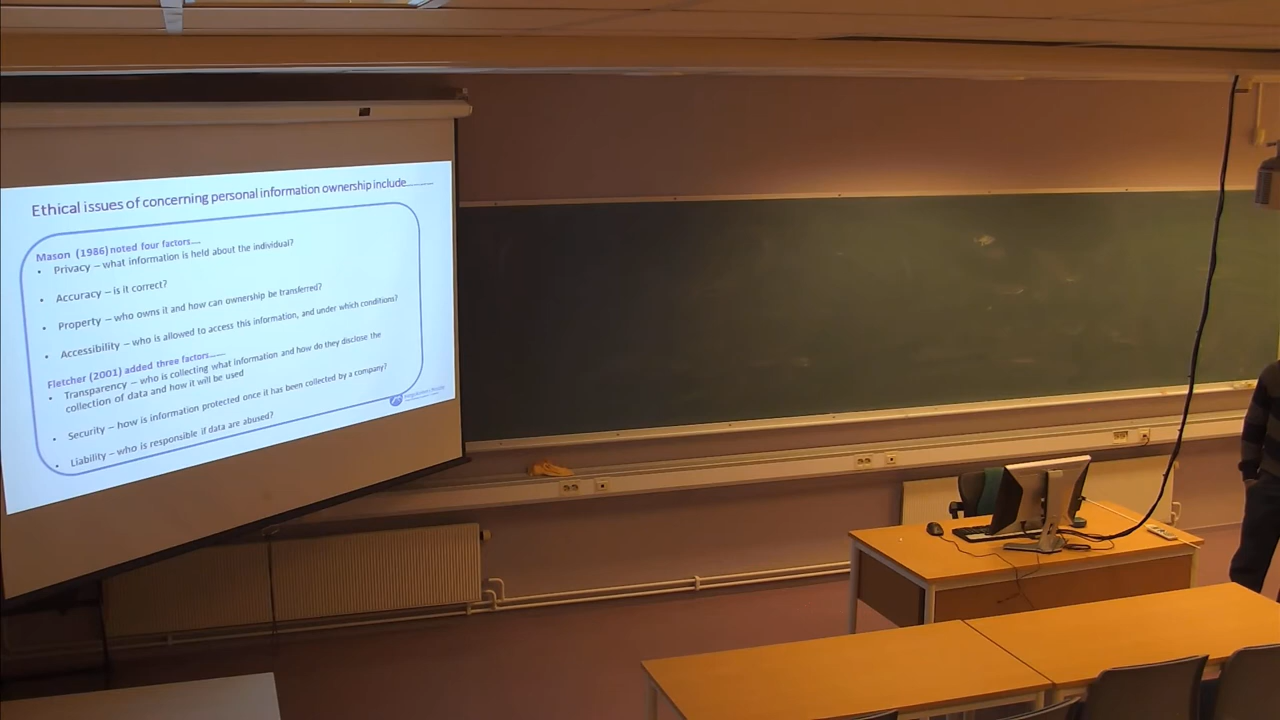 Ethical issues of concerning personal information ownership include..........
Mason (1986) noted four factors....
• Privacy – what information is held about the individual?
• Accuracy – is it correct?
• Property – who owns it and how can ownership be transferred?
• Accessibility – who is allowed to access this information, and under which conditions?
Fletcher (2001) added three factors......
• Transparency – who is collecting what information and how do they disclose the
collection of data and how it will be used
• Security – how is information protected once it has been collected by a company?
• Liability – who is responsible if data are abused?